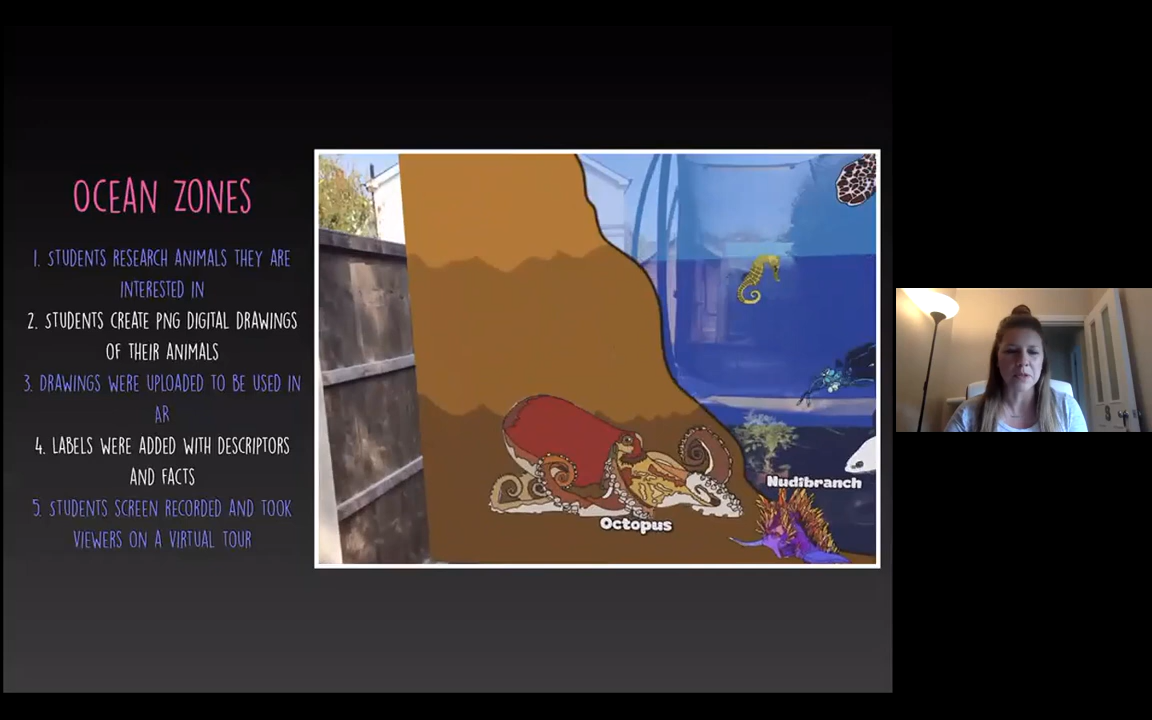 OCEAN ZONES
1. STUDENTS RESEARCH ANIMALS THEY ARE
INTERESTED IN
2. STUDENTS CREATE PNG DIGITAL DRAWINGS
OF THEIR ANIMALS
3. DRAWINGS WERE UPLOADED TO BE USED IN
AR
4. LABELS WERE ADDED WITH DESCRIPTORS
AND FACTS
5. STUDENTS SCREEN RECORDED AND TOOK
VIEWERS ON A VIRTUAL TOUR
Nudibranch
Octopus